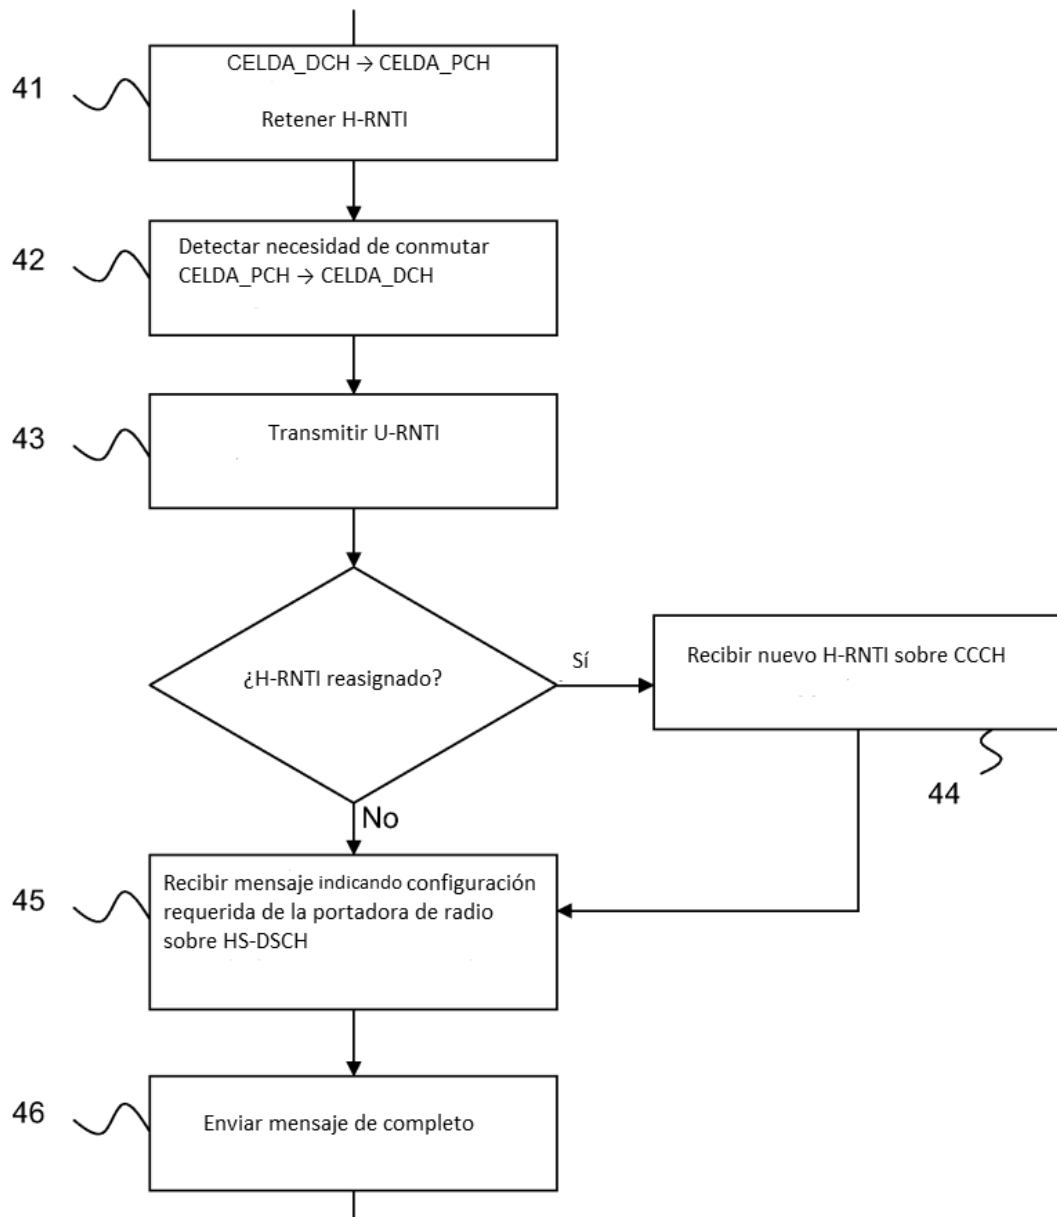 CELDA_DCH → CELDA_PCH
41
Retener H-RNTI
42
Detectar necesidad de conmutar
CELDA_PCH → CELDA_DCH
43
Transmitir U-RNTI
¿H-RNTI reasignado?
Sí
Recibir nuevo H-RNTI sobre CCCH
44
No
45
Recibir mensaje indicando configuración
requerida de la portadora de radio
sobre HS-DSCH
46
Enviar mensaje de completo